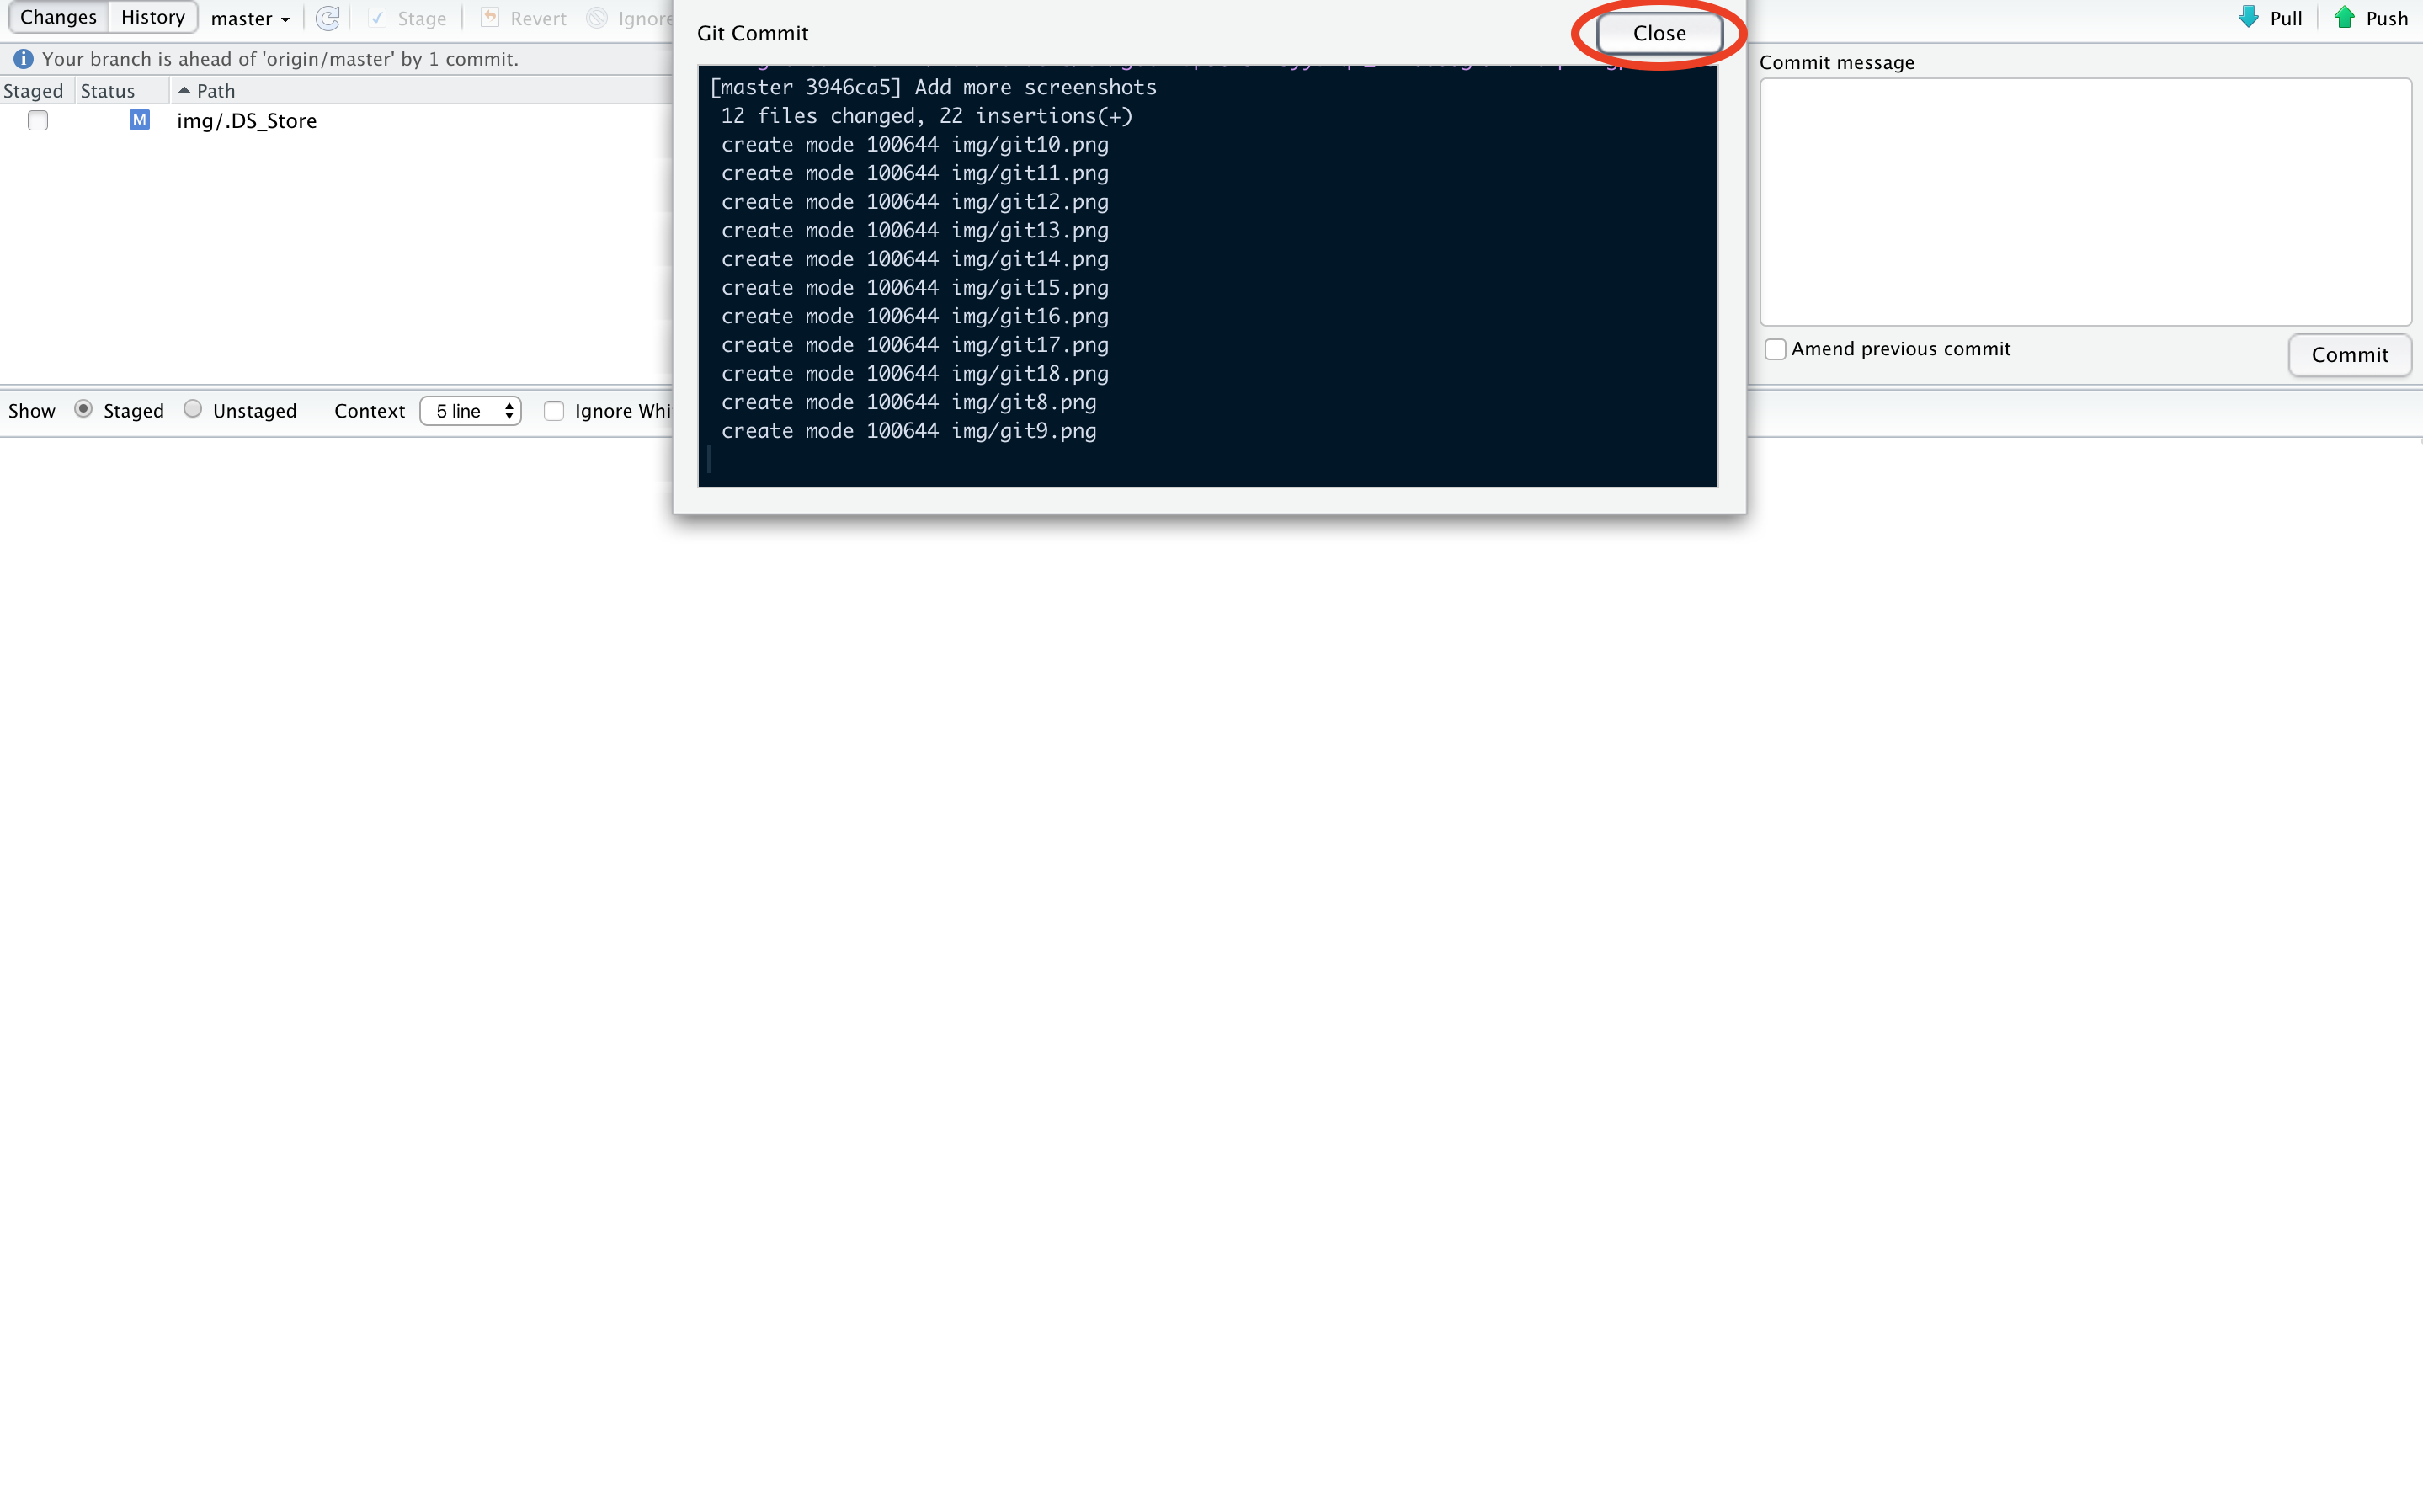 Changes History master Stage Revert Ignore
Git Commit Close
Pull Push
Your branch is ahead of 'origin/master' by 1 commit.
Staged Status Path
M img/.DS_Store
[master 3946ca5] Add more screenshots
12 files changed, 22 insertions(+)
create mode 100644 img/git10.png
create mode 100644 img/git11.png
create mode 100644 img/git12.png
create mode 100644 img/git13.png
create mode 100644 img/git14.png
create mode 100644 img/git15.png
create mode 100644 img/git16.png
create mode 100644 img/git17.png
create mode 100644 img/git18.png
create mode 100644 img/git8.png
create mode 100644 img/git9.png
Commit message
Amend previous commit Commit
Show Staged Unstaged Context 5 line Ignore Whi